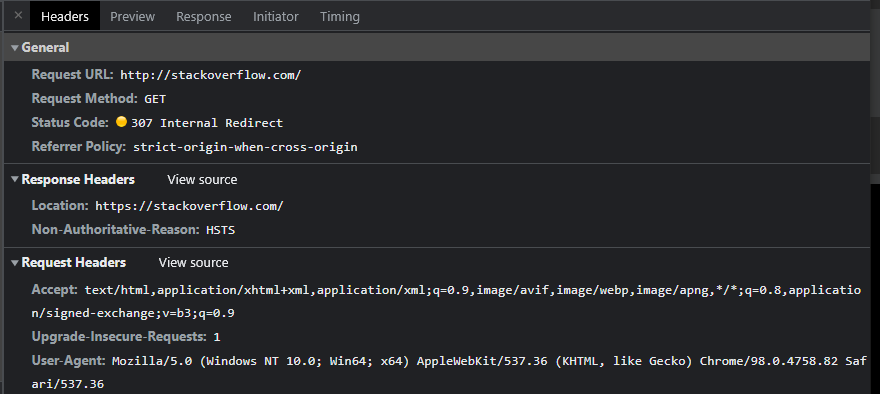 × Headers Preview Response Initiator Timing
▼General
Request URL: http://stackoverflow.com/
Request Method: GET
Status Code: 307 Internal Redirect
Referrer Policy: strict-origin-when-cross-origin
▼Response Headers View source
Location: https://stackoverflow.com/
Non-Authoritative-Reason: HSTS
▼Request Headers View source
Accept: text/html,application/xhtml+xml,application/xml;q=0.9,image/avif,image/webp,image/apng,*/*;q=0.8,applicatio
n/signed-exchange;v=b3;q=0.9
Upgrade-Insecure-Requests: 1
User-Agent: Mozilla/5.0 (Windows NT 10.0; Win64; x64) AppleWebKit/537.36 (KHTML, like Gecko) Chrome/98.0.4758.82 Saf
ari/537.36